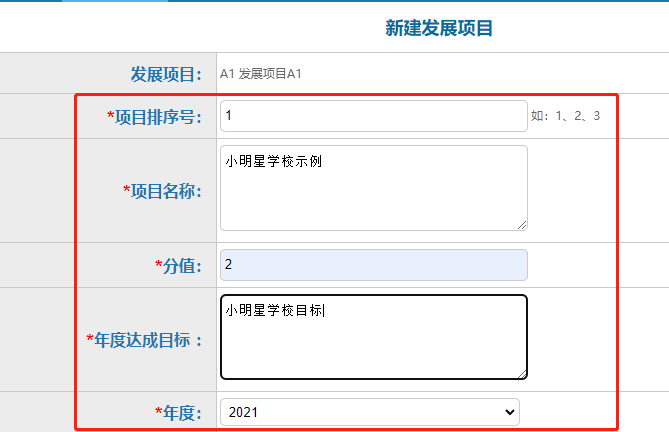 新建发展项目
发展项目： A1 发展项目A1
*项目排序号： 1 如：1、2、3
*项目名称： 小明星学校示例
*分值： 2
*年度达成目标 ： 小明星学校目标
*年度： 2021